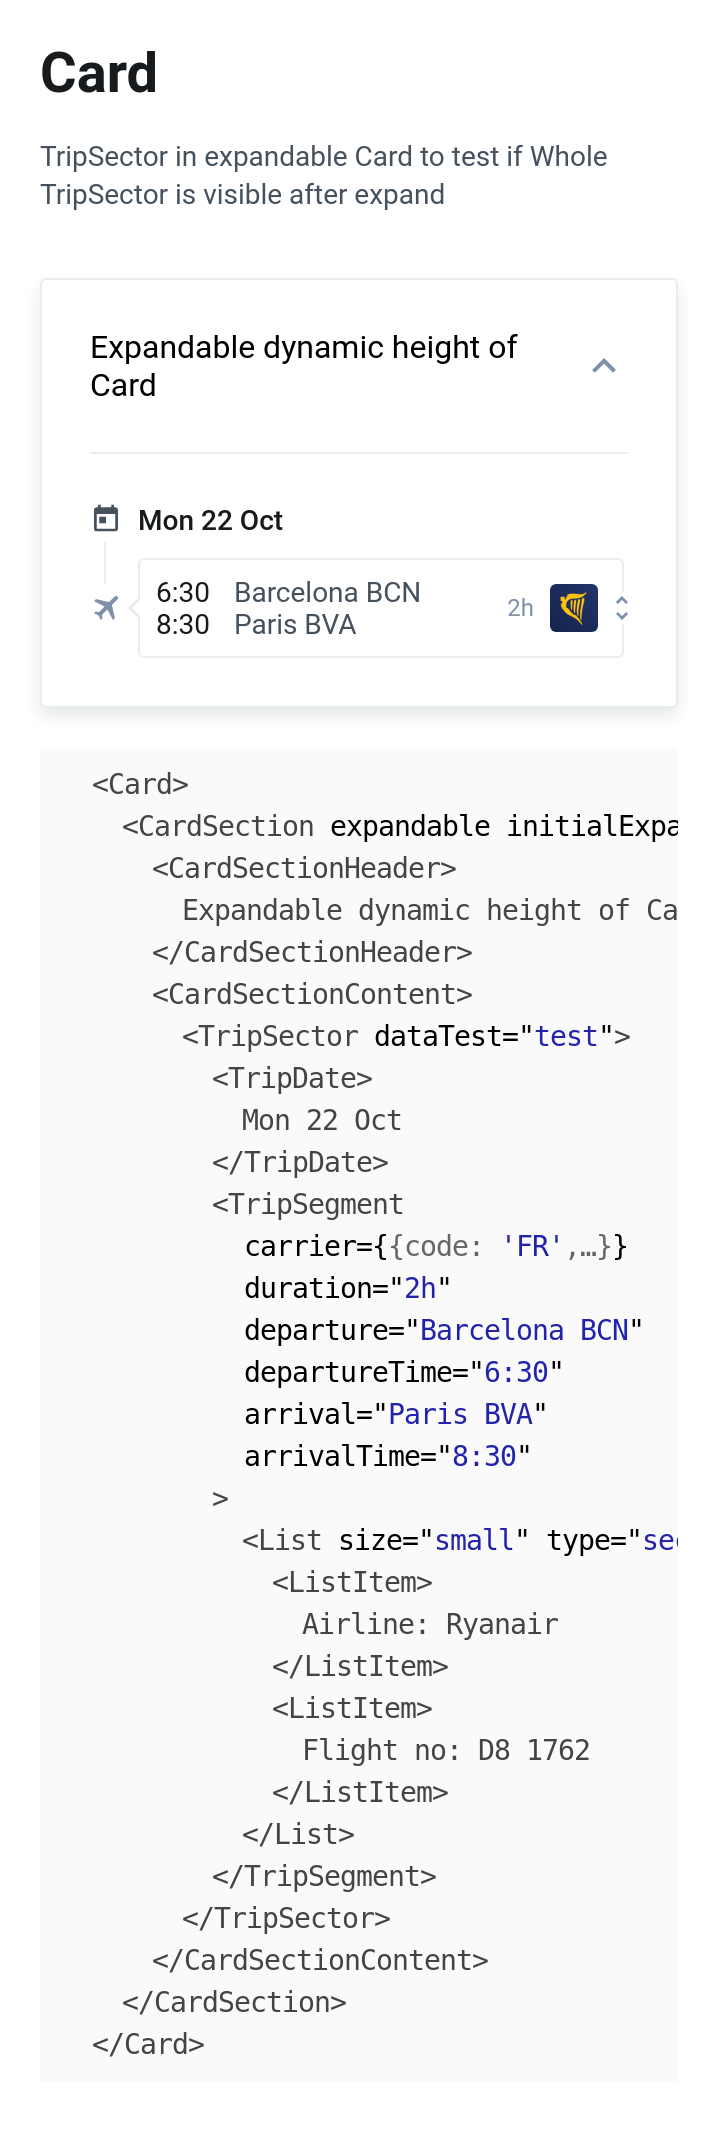 Card
TripSector in expandable Card to test if Whole
TripSector is visible after expand
Expandable dynamic height of
Card
Mon 22 Oct
6:30 Barcelona BCN
8:30 Paris BVA
2h
<Card>
<CardSection expandable initialExpa
<CardSectionHeader>
Expandable dynamic height of Ca
</CardSectionHeader>
<CardSectionContent>
<TripSector dataTest="test">
<TripDate>
Mon 22 Oct
</TripDate>
<TripSegment
carrier={{code: 'FR',…}}
duration="2h"
departure="Barcelona BCN"
departureTime="6:30"
arrival="Paris BVA"
arrivalTime="8:30"
>
<List size="small" type="sec
<ListItem>
Airline: Ryanair
</ListItem>
<ListItem>
Flight no: D8 1762
</ListItem>
</List>
</TripSegment>
</TripSector>
</CardSectionContent>
</CardSection>
</Card>